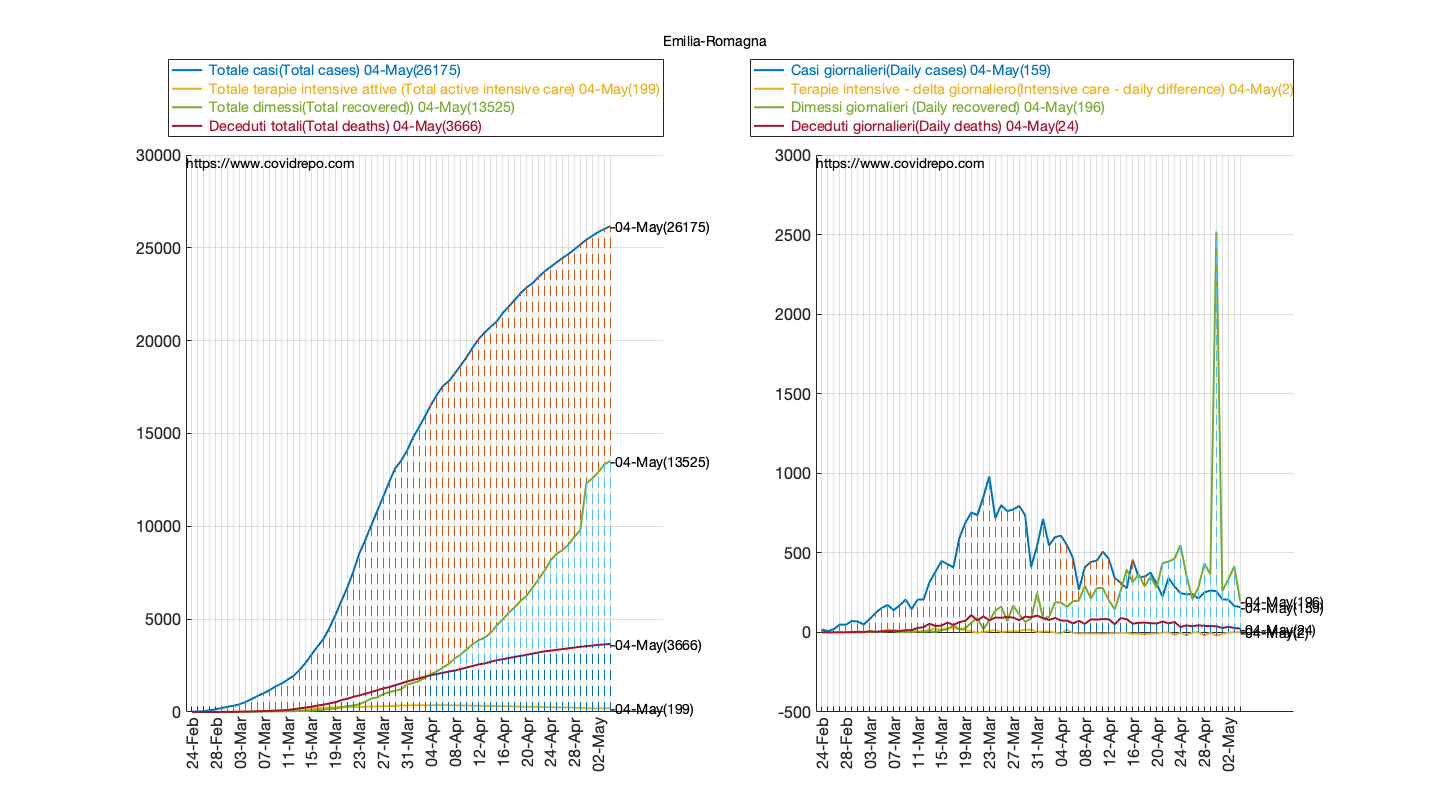 Emilia-Romagna
Totale casi(Total cases) 04-May(26175)
Totale terapie intensive attive (Total active intensive care) 04-May(199)
Totale dimessi(Total recovered)) 04-May(13525)
Deceduti totali(Total deaths) 04-May(3666)
30000
https://www.covidrepo.com
04-May(26175)
25000
20000
15000
04-May(13525)
10000
5000
04-May(3666)
04-May(199)
0
24-Feb
28-Feb
03-Mar
07-Mar
11-Mar
15-Mar
19-Mar
23-Mar
27-Mar
31-Mar
04-Apr
08-Apr
12-Apr
16-Apr
20-Apr
24-Apr
28-Apr
02-May
Casi giornalieri(Daily cases) 04-May(159)
Terapie intensive - delta giornaliero(Intensive care - daily difference) 04-May(2)
Dimessi giornalieri (Daily recovered) 04-May(196)
Deceduti giornalieri(Daily deaths) 04-May(24)
3000
https://www.covidrepo.com
2500
2000
1500
1000
500
04-May(196)
04-May(159)
04-May(24)
04-May(2)
0
-500
24-Feb
28-Feb
03-Mar
07-Mar
11-Mar
15-Mar
19-Mar
23-Mar
27-Mar
31-Mar
04-Apr
08-Apr
12-Apr
16-Apr
20-Apr
24-Apr
28-Apr
02-May